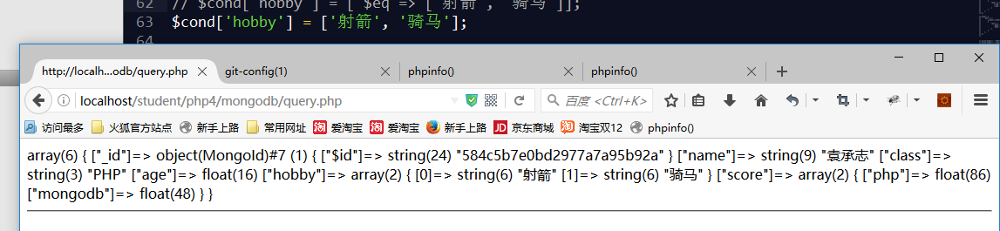 62 // $cond['hobby'] = ['$eq' => ['射箭', '骑马']];
63 $cond['hobby'] = ['射箭', '骑马'];
64
http://localh...odb/query.php git-config(1) phpinfo() phpinfo()
localhost/student/php4/mongodb/query.php 百度 <Ctrl+K>
访问最多 火狐官方站点 新手上路 常用网址 淘 爱淘宝 淘 爱淘宝 新手上路 JD 京东商城 淘 淘宝双12 phpinfo()
array(6) { ["_id"]=> object(MongoId)#7 (1) { ["$id"]=> string(24) "584c5b7e0bd2977a7a95b92a" } ["name"]=> string(9) "袁承志" ["class"]=>
string(3) "PHP" ["age"]=> float(16) ["hobby"]=> array(2) { [0]=> string(6) "射箭" [1]=> string(6) "骑马" } ["score"]=> array(2) { ["php"]=> float(86)
["mongodb"]=> float(48) } }